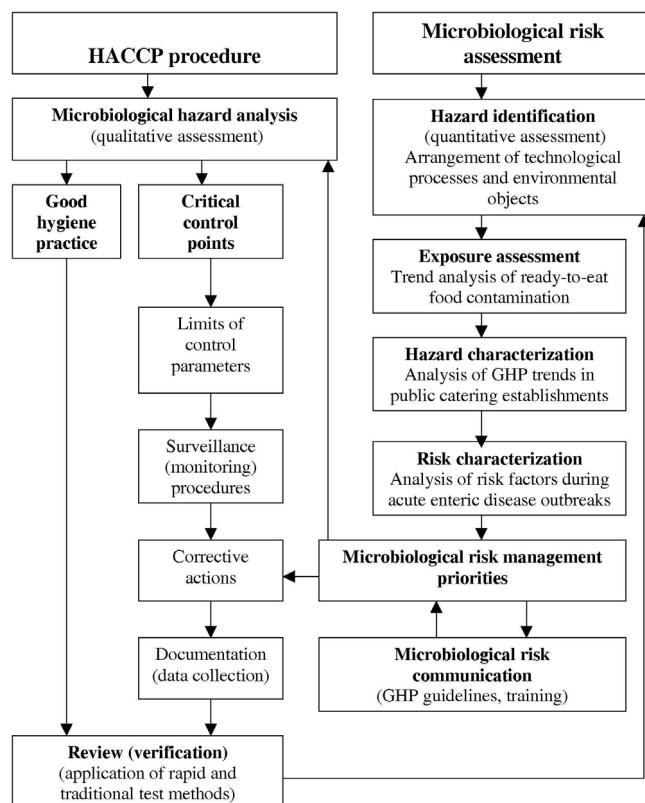 HACCP procedure
Microbiological hazard analysis
(qualitative assessment)
Good
hygiene
practice
Critical
control
points
Limits of
control
parameters
Surveillance
(monitoring)
procedures
Corrective
actions
Documentation
(data collection)
Review (verification)
(application of rapid and
traditional test methods)
Microbiological risk
assessment
Hazard identification
(quantitative assessment)
Arrangement of technological
processes and environmental
objects
Exposure assessment
Trend analysis of ready-to-eat
food contamination
Hazard characterization
Analysis of GHP trends in
public catering establishments
Risk characterization
Analysis of risk factors during
acute enteric disease outbreaks
Microbiological risk management
priorities
Microbiological risk
communication
(GHP guidelines, training)